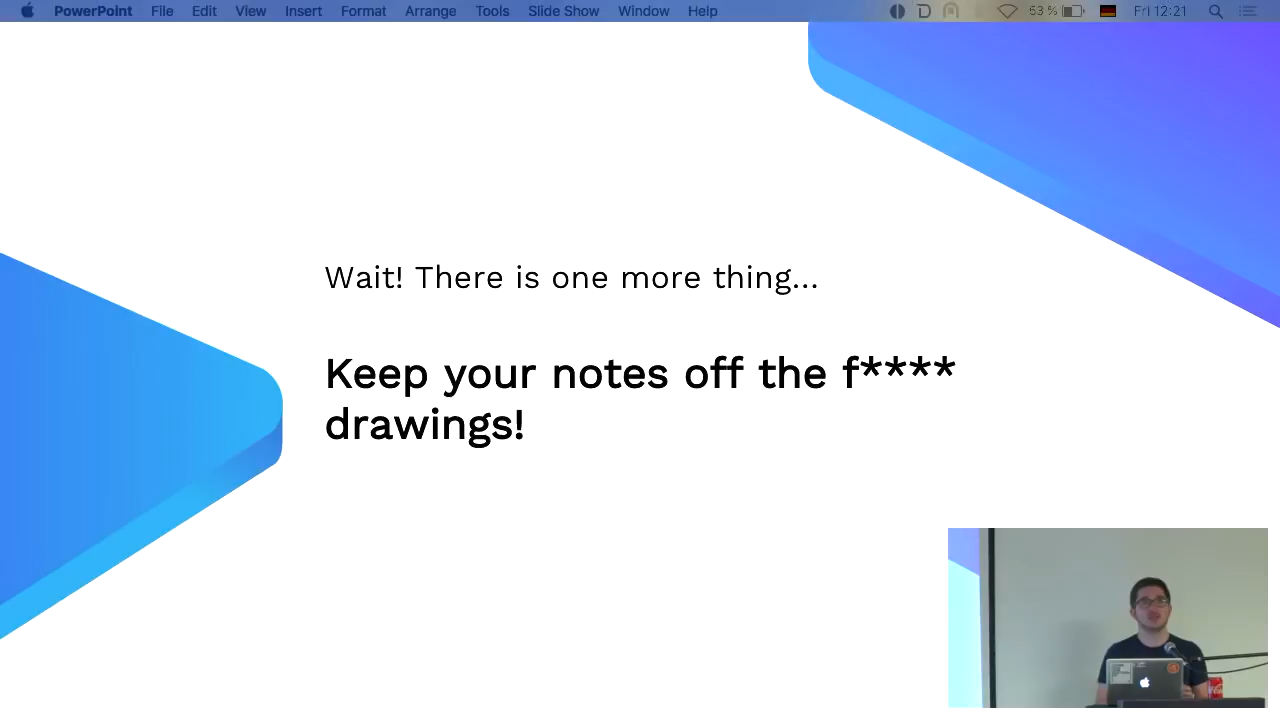 PowerPoint File Edit View Insert Format Arrange Tools Slide Show Window Help 53 % Fri 12:21
Wait! There is one more thing...
Keep your notes off the f****
drawings!